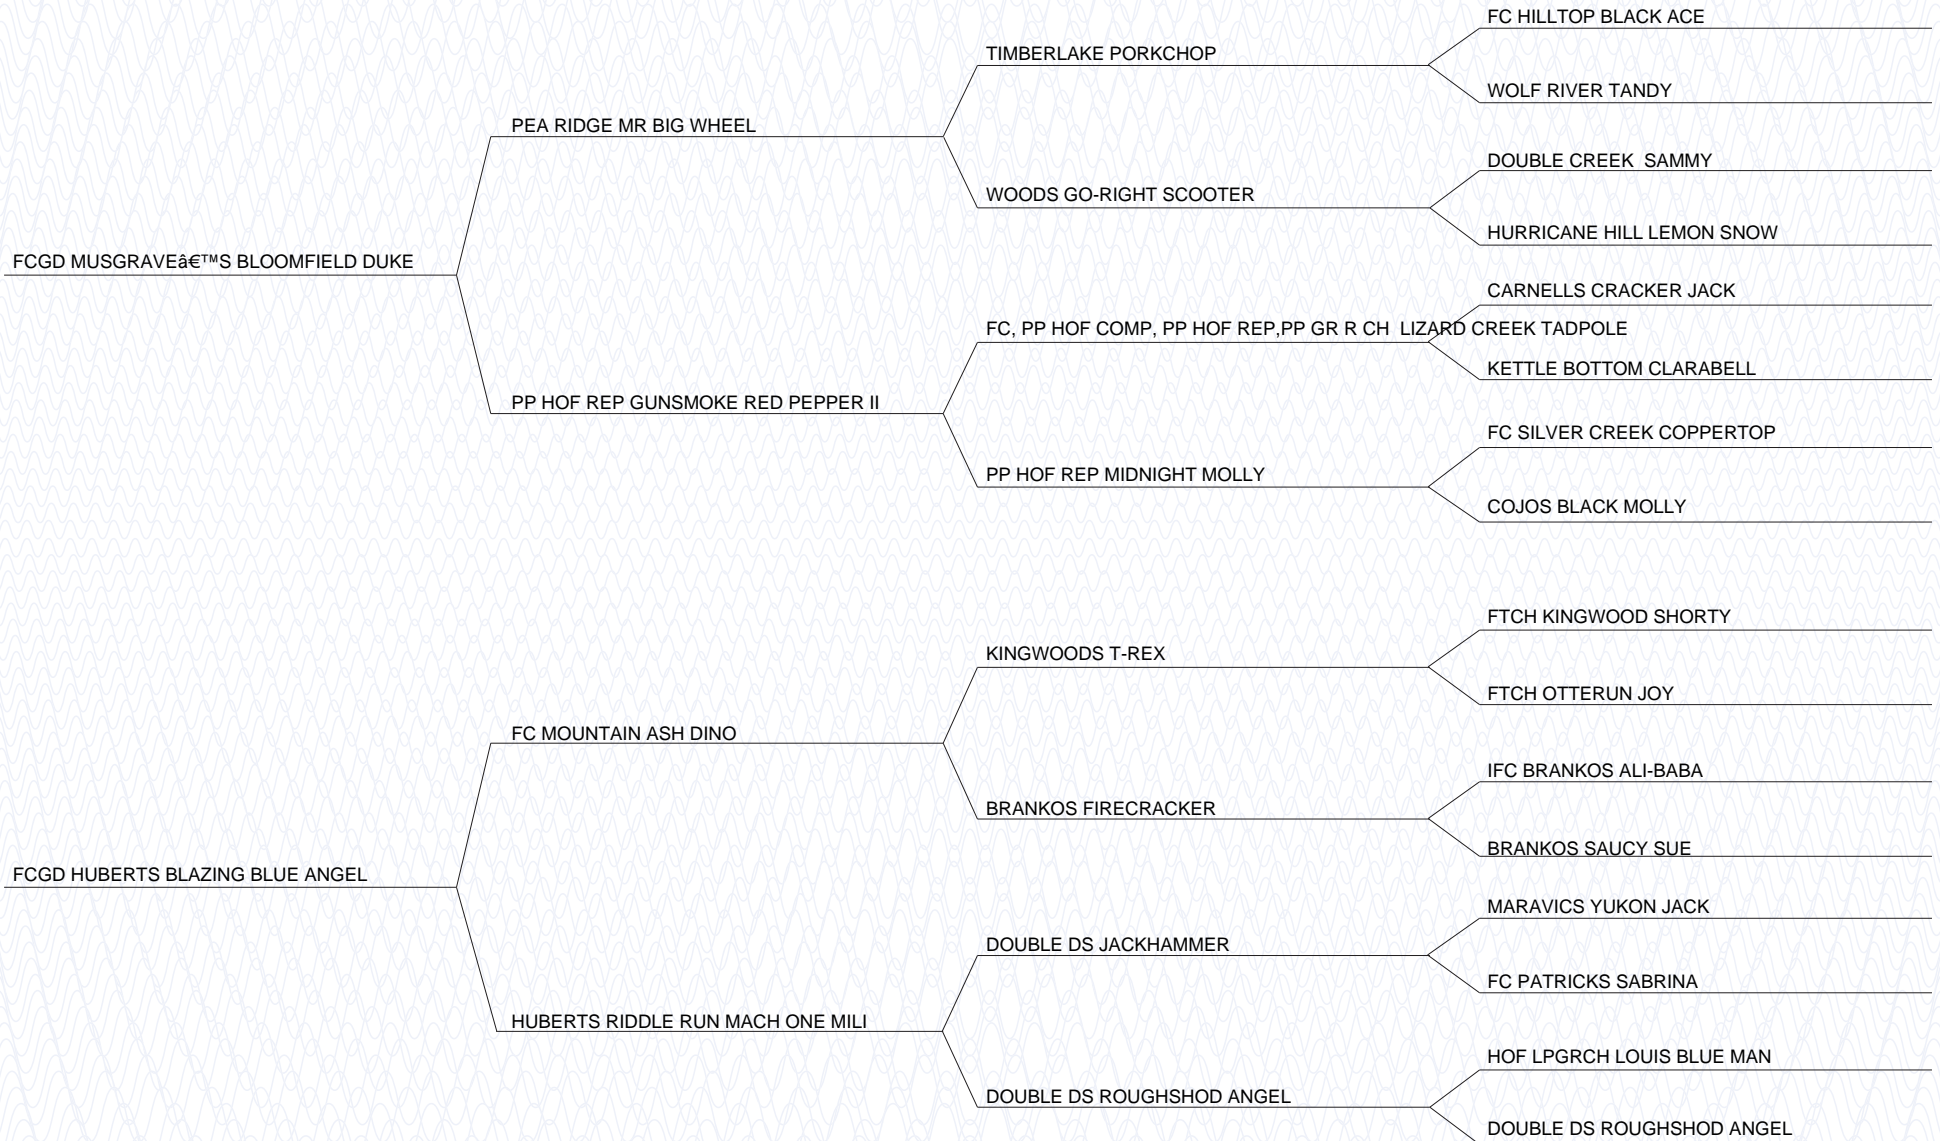 FC HILLTOP BLACK ACE
TIMBERLAKE PORKCHOP
WOLF RIVER TANDY
PEA RIDGE MR BIG WHEEL
DOUBLE CREEK  SAMMY
WOODS GO-RIGHT SCOOTER
HURRICANE HILL LEMON SNOW
FCGD MUSGRAVE’S BLOOMFIELD DUKE
CARNELLS CRACKER JACK
FC, PP HOF COMP, PP HOF REP,PP GR R CH  LIZARD CREEK TADPOLE
KETTLE BOTTOM CLARABELL
PP HOF REP GUNSMOKE RED PEPPER II
FC SILVER CREEK COPPERTOP
PP HOF REP MIDNIGHT MOLLY
COJOS BLACK MOLLY
FTCH KINGWOOD SHORTY
KINGWOODS T-REX
FTCH OTTERUN JOY
FC MOUNTAIN ASH DINO
IFC BRANKOS ALI-BABA
BRANKOS FIRECRACKER
BRANKOS SAUCY SUE
FCGD HUBERTS BLAZING BLUE ANGEL
MARAVICS YUKON JACK
DOUBLE DS JACKHAMMER
FC PATRICKS SABRINA
HUBERTS RIDDLE RUN MACH ONE MILI
HOF LPGRCH LOUIS BLUE MAN
DOUBLE DS ROUGHSHOD ANGEL
DOUBLE DS ROUGHSHOD ANGEL